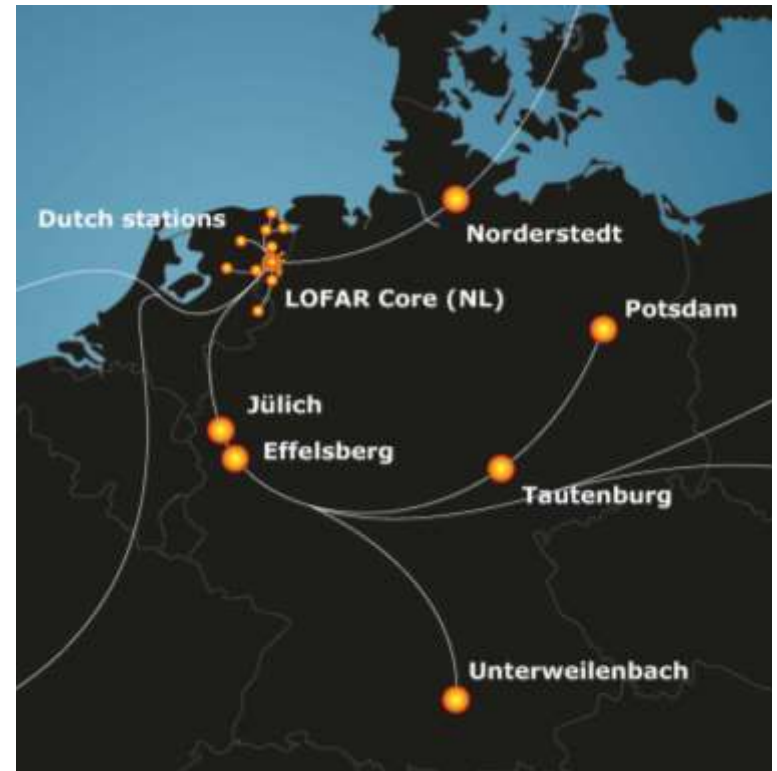 Dutch stations
Norderstedt
LOFAR Core (NL)
Potsdam
Jülich
Effelsberg
Tautenburg
Unterweilenbach